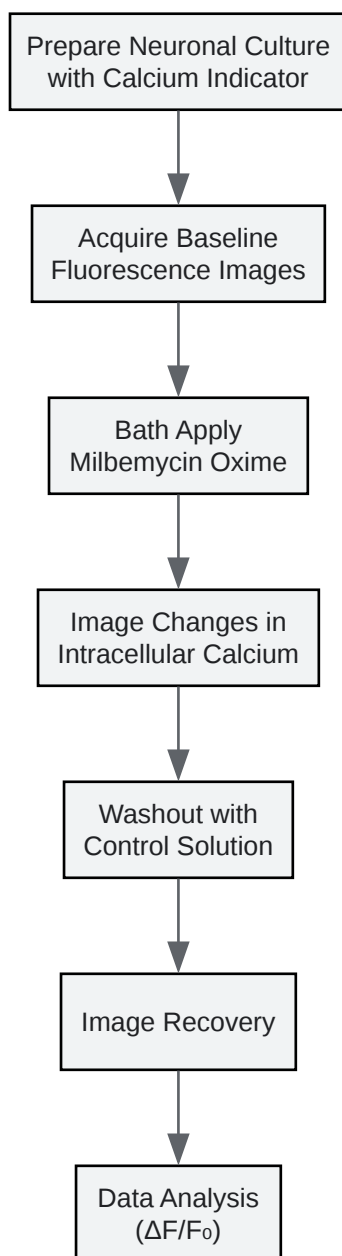 Prepare Neuronal Culture
with Calcium Indicator
Acquire Baseline
Fluorescence Images
Bath Apply
Milbemycin Oxime
Image Changes in
Intracellular Calcium
Washout with
Control Solution
Image Recovery
Data Analysis
(ΔF/F₀)